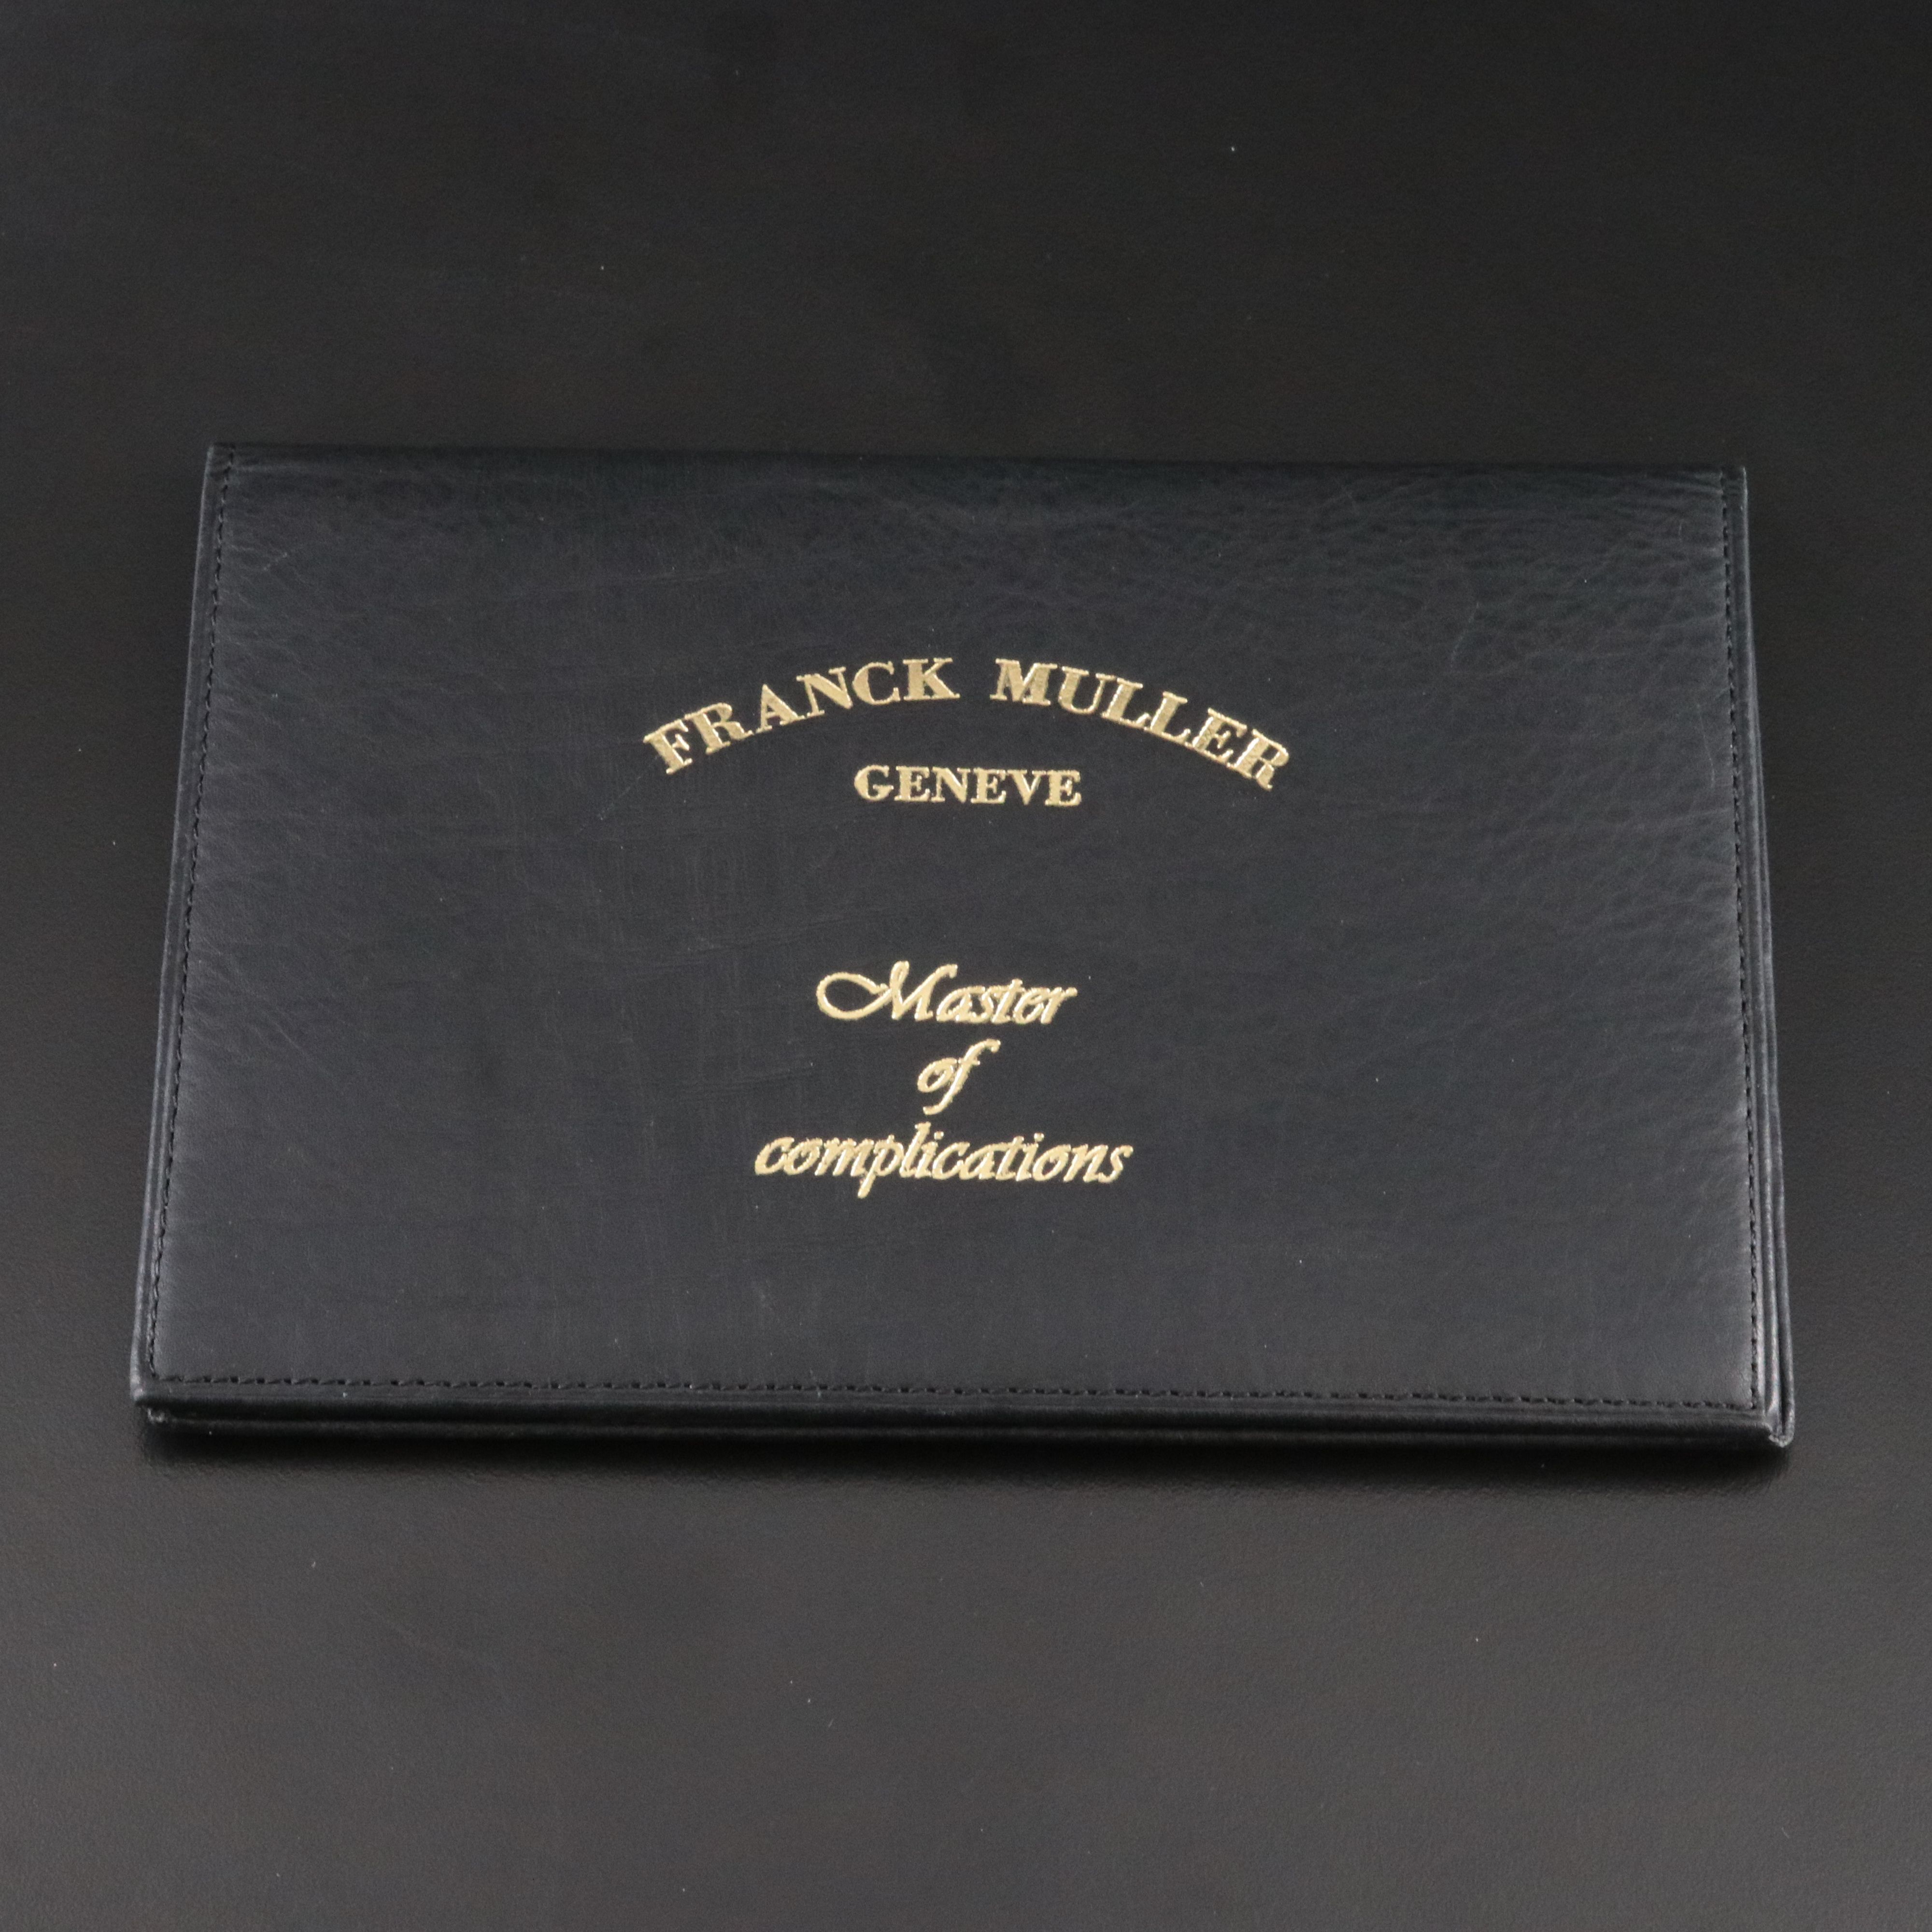 FRANCK MULLER
GENEVE
Master
of
complications